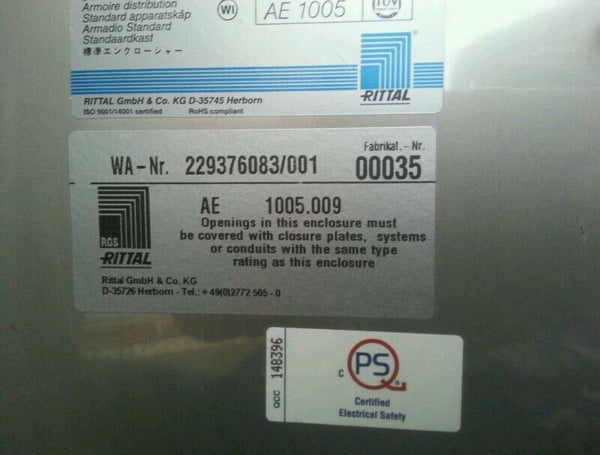 Armoire distribution
Standard apparatskåp
Armadio Standard
Standaardkast
標準エンクロージャー
WI
AE 1005
TÜV
RITTAL GmbH & Co. KG D-35745 Herborn
ISO 9001/14001 certified RoHS compliant
RITTAL
WA-Nr. 229376083/001
Fabrikat.-Nr.
00035
AE 1005.009
Openings in this enclosure must
be covered with closure plates, systems
or conduits with the same type
rating as this enclosure
RGS
RITTAL
Rittal GmbH & Co. KG
D-35726 Herborn - Tel.: +49(0)2772 505-0
QCC 148396
C PS
Certified
Electrical Safety